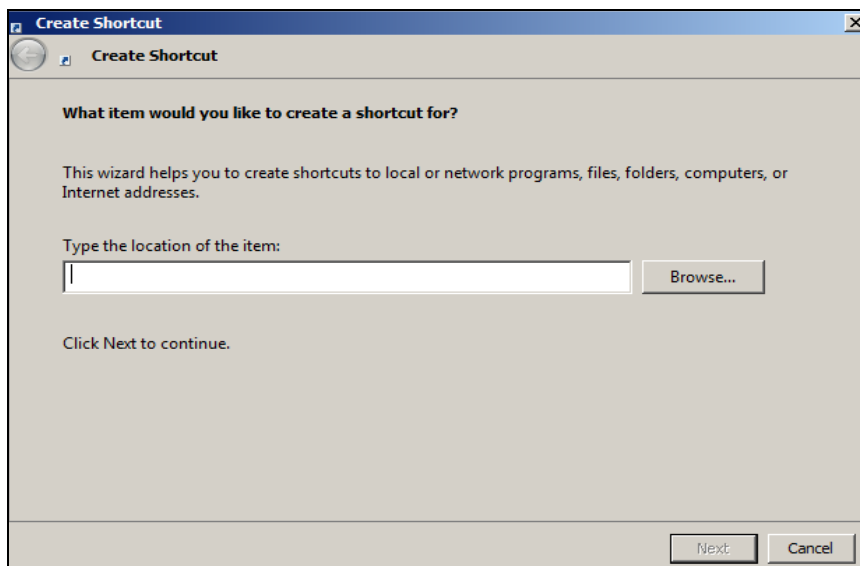 Create Shortcut
Create Shortcut
What item would you like to create a shortcut for?
This wizard helps you to create shortcuts to local or network programs, files, folders, computers, or
Internet addresses.
Type the location of the item:
Browse...
Click Next to continue.
Next Cancel